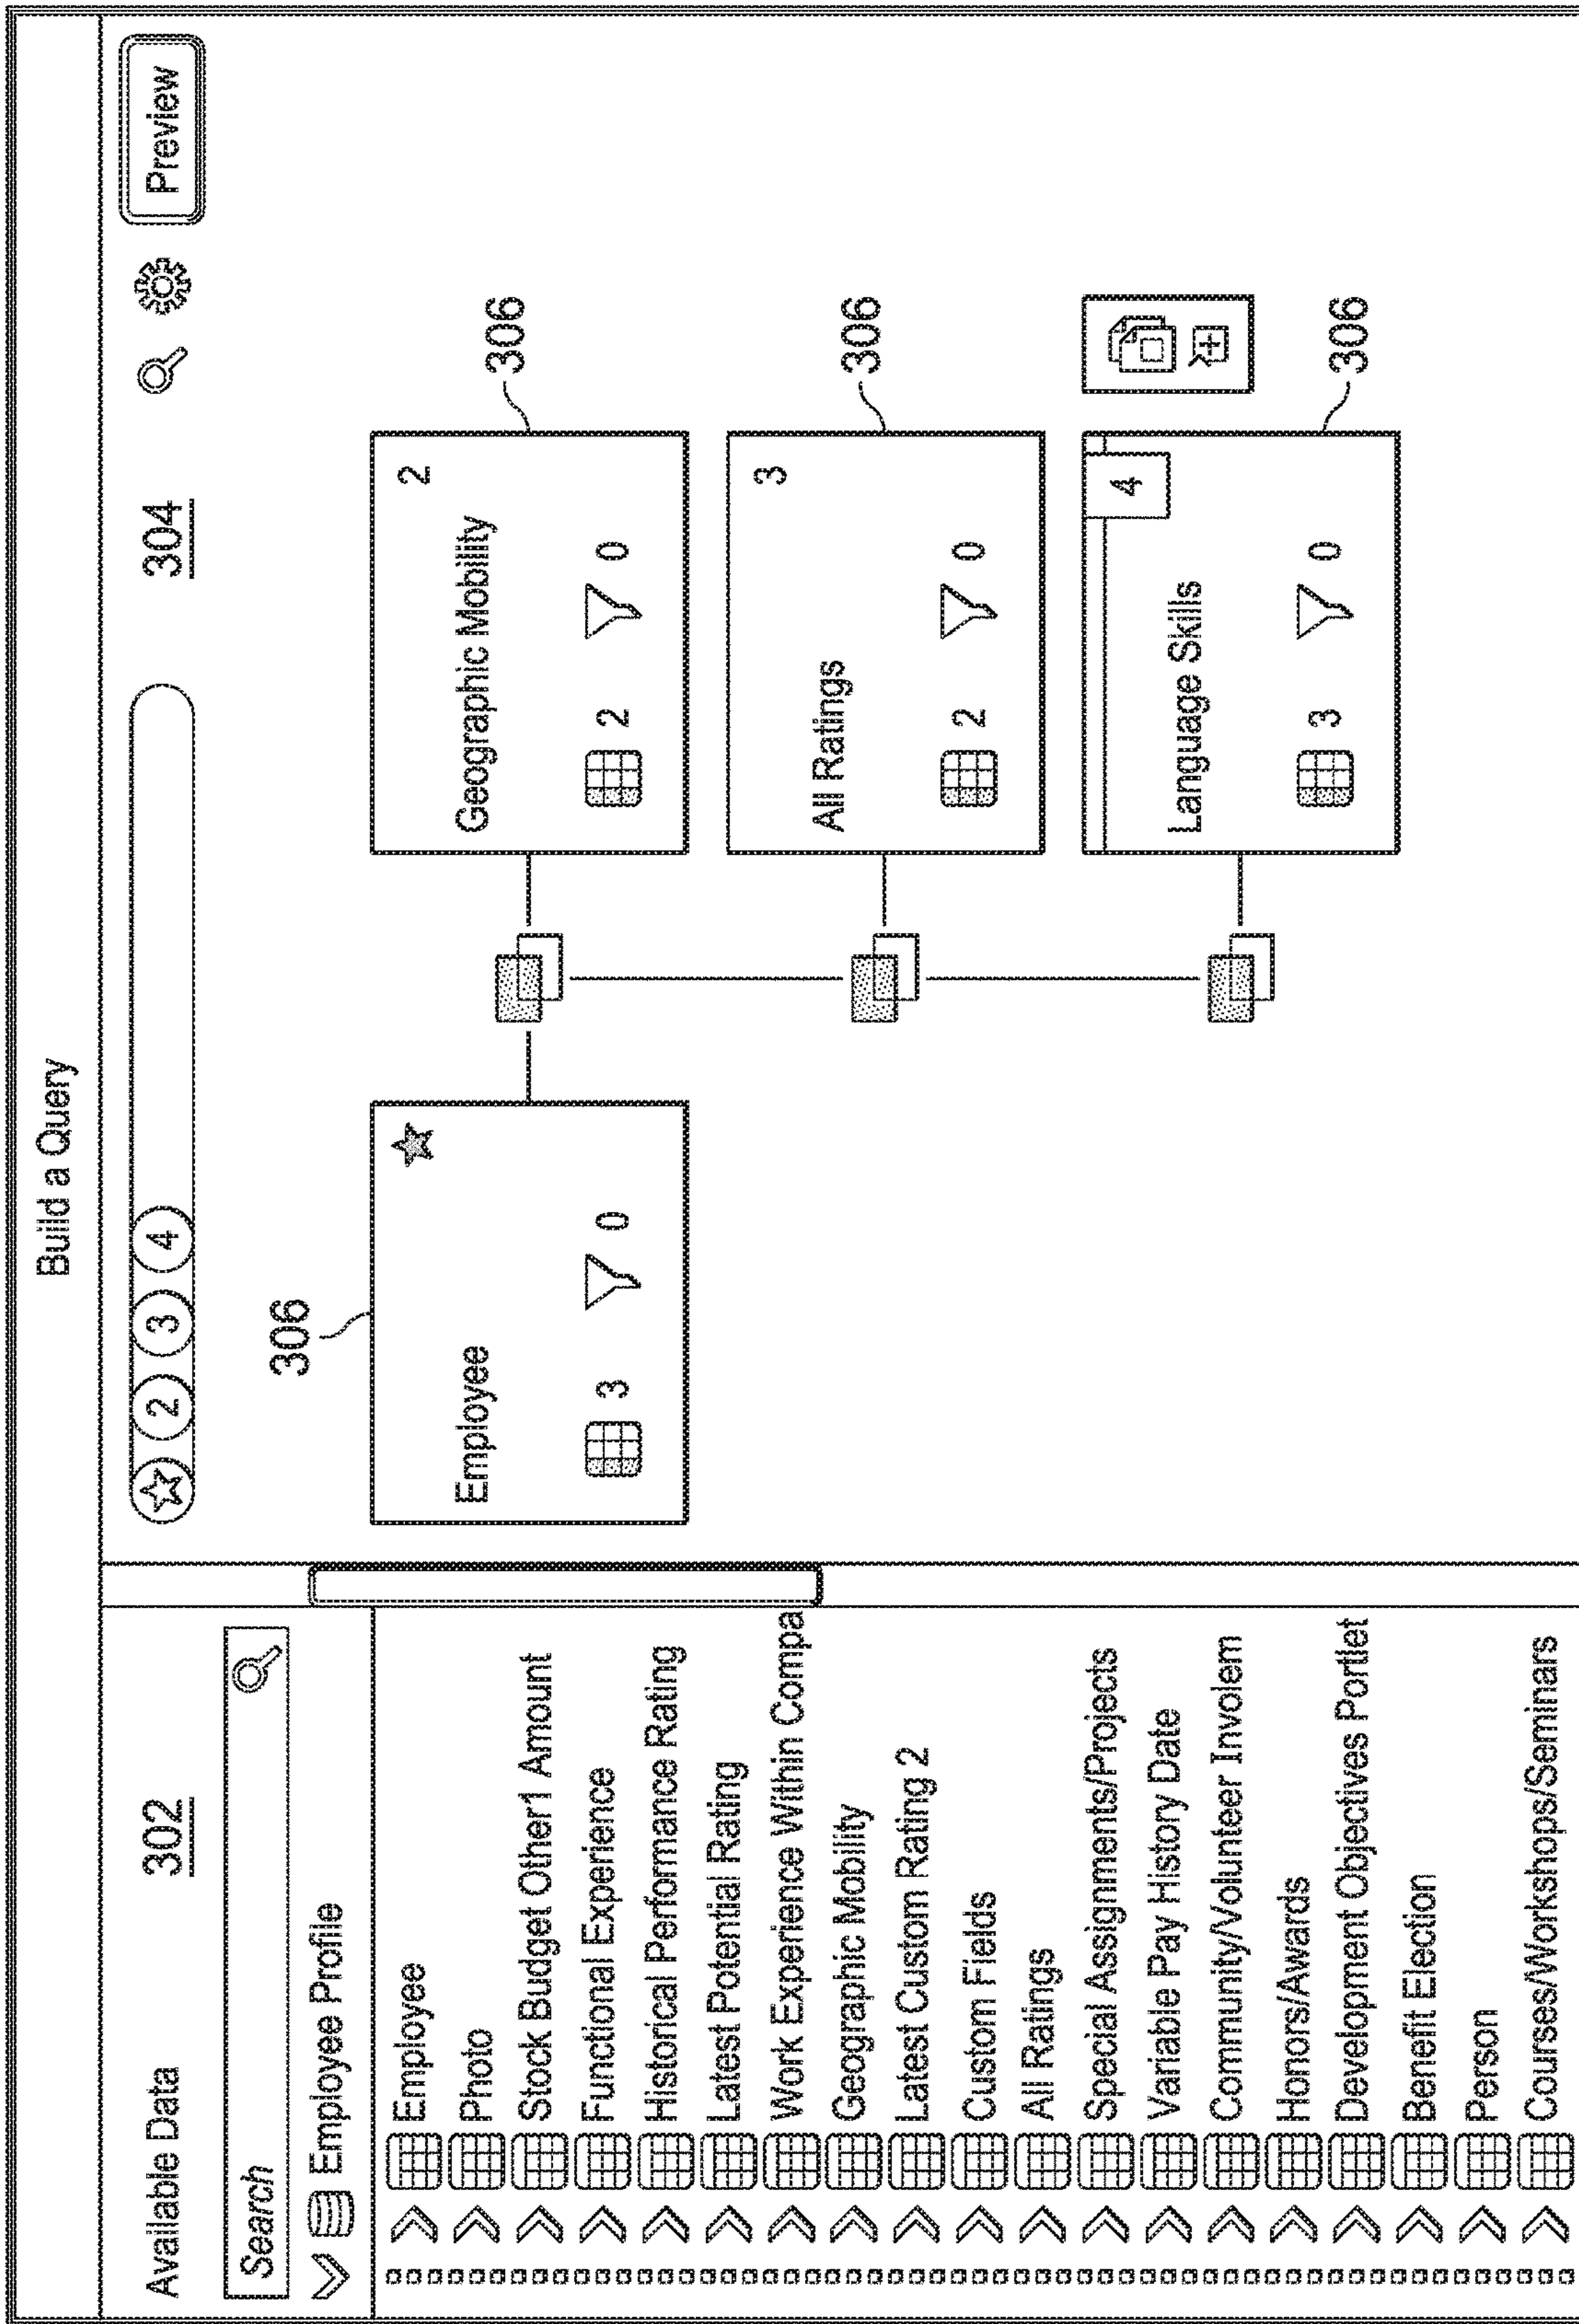 Build a Query
Available Data 302
Search
Employee Profile
Employee
Photo
Stock Budget Other1 Amount
Functional Experience
Historical Performance Rating
Latest Potential Rating
Work Experience Within Compa
Geographic Mobility
Latest Custom Rating 2
Custom Fields
All Ratings
Special Assignments/Projects
Variable Pay History Date
Community/Volunteer Involem
Honors/Awards
Development Objectives Portlet
Benefit Election
Person
Courses/Workshops/Seminars
2 3 4
304
Preview
306
Employee
3 0
2
Geographic Mobility
2 0
306
3
All Ratings
2 0
306
4
Language Skills
3 0
306